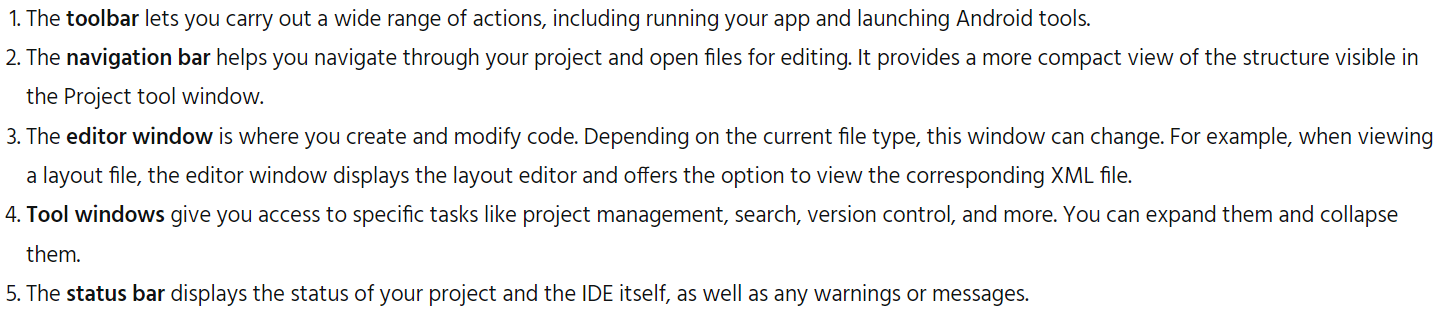 1. The toolbar lets you carry out a wide range of actions, including running your app and launching Android tools.
2. The navigation bar helps you navigate through your project and open files for editing. It provides a more compact view of the structure visible in
the Project tool window.
3. The editor window is where you create and modify code. Depending on the current file type, this window can change. For example, when viewing
a layout file, the editor window displays the layout editor and offers the option to view the corresponding XML file.
4. Tool windows give you access to specific tasks like project management, search, version control, and more. You can expand them and collapse
them.
5. The status bar displays the status of your project and the IDE itself, as well as any warnings or messages.